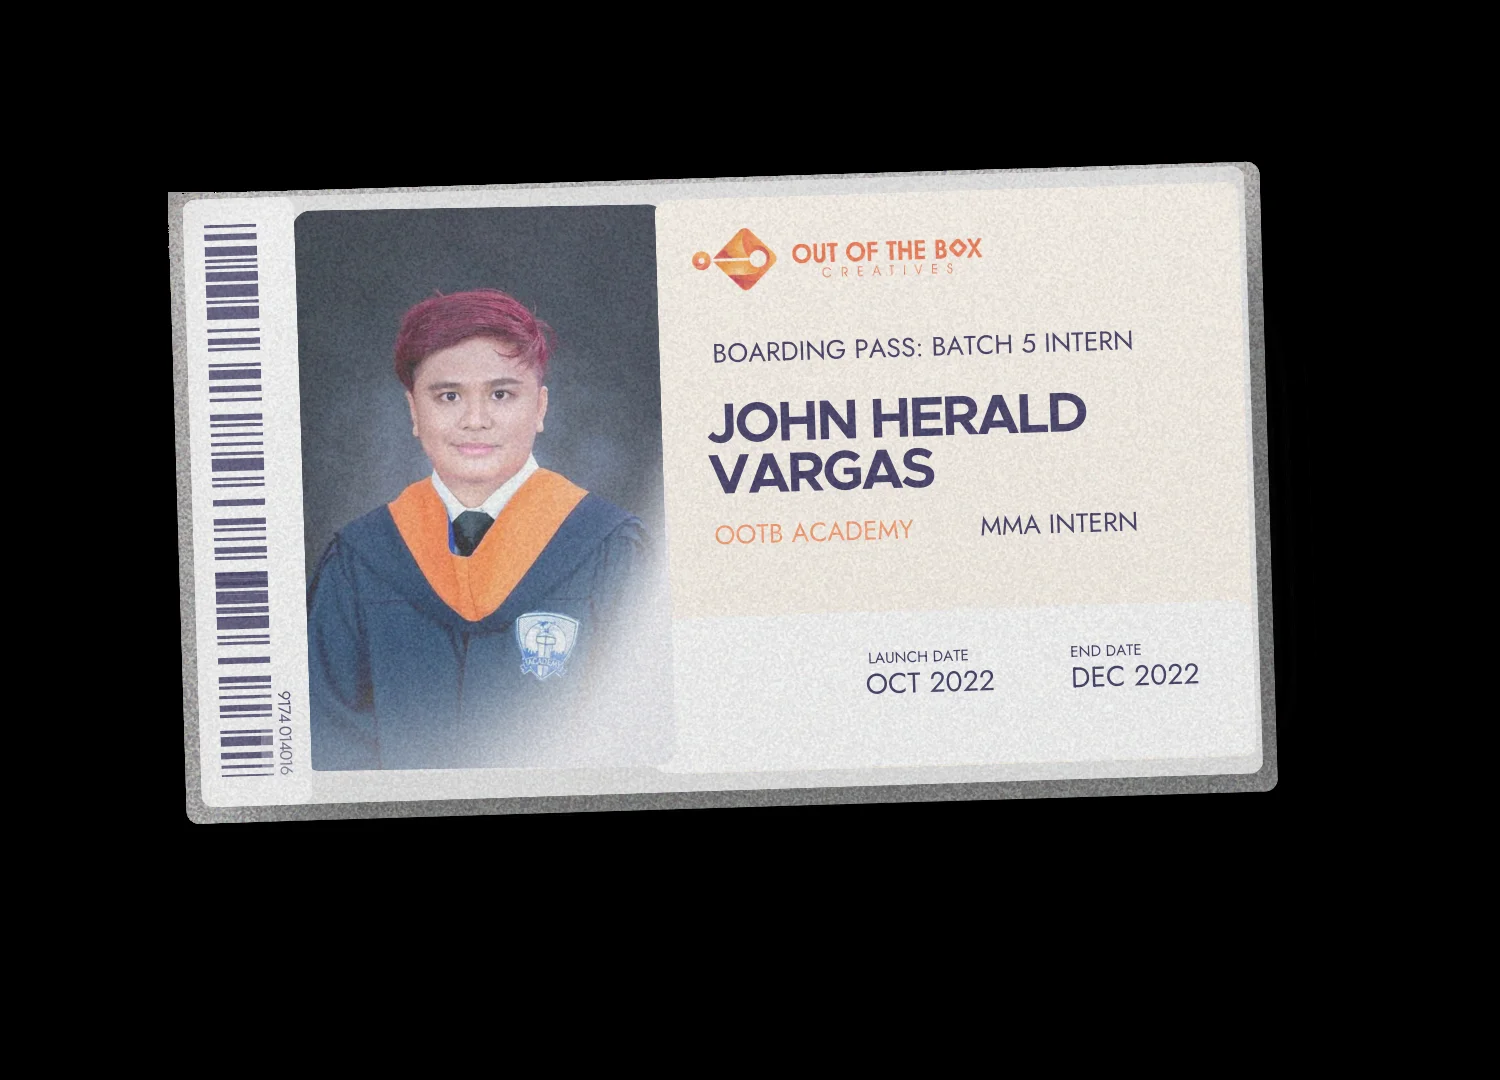 9174 014016
OUT OF THE BOX
CREATIVES
BOARDING PASS: BATCH 5 INTERN
JOHN HERALD
VARGAS
OOTB ACADEMY
MMA INTERN
LAUNCH DATE
OCT 2022
END DATE
DEC 2022